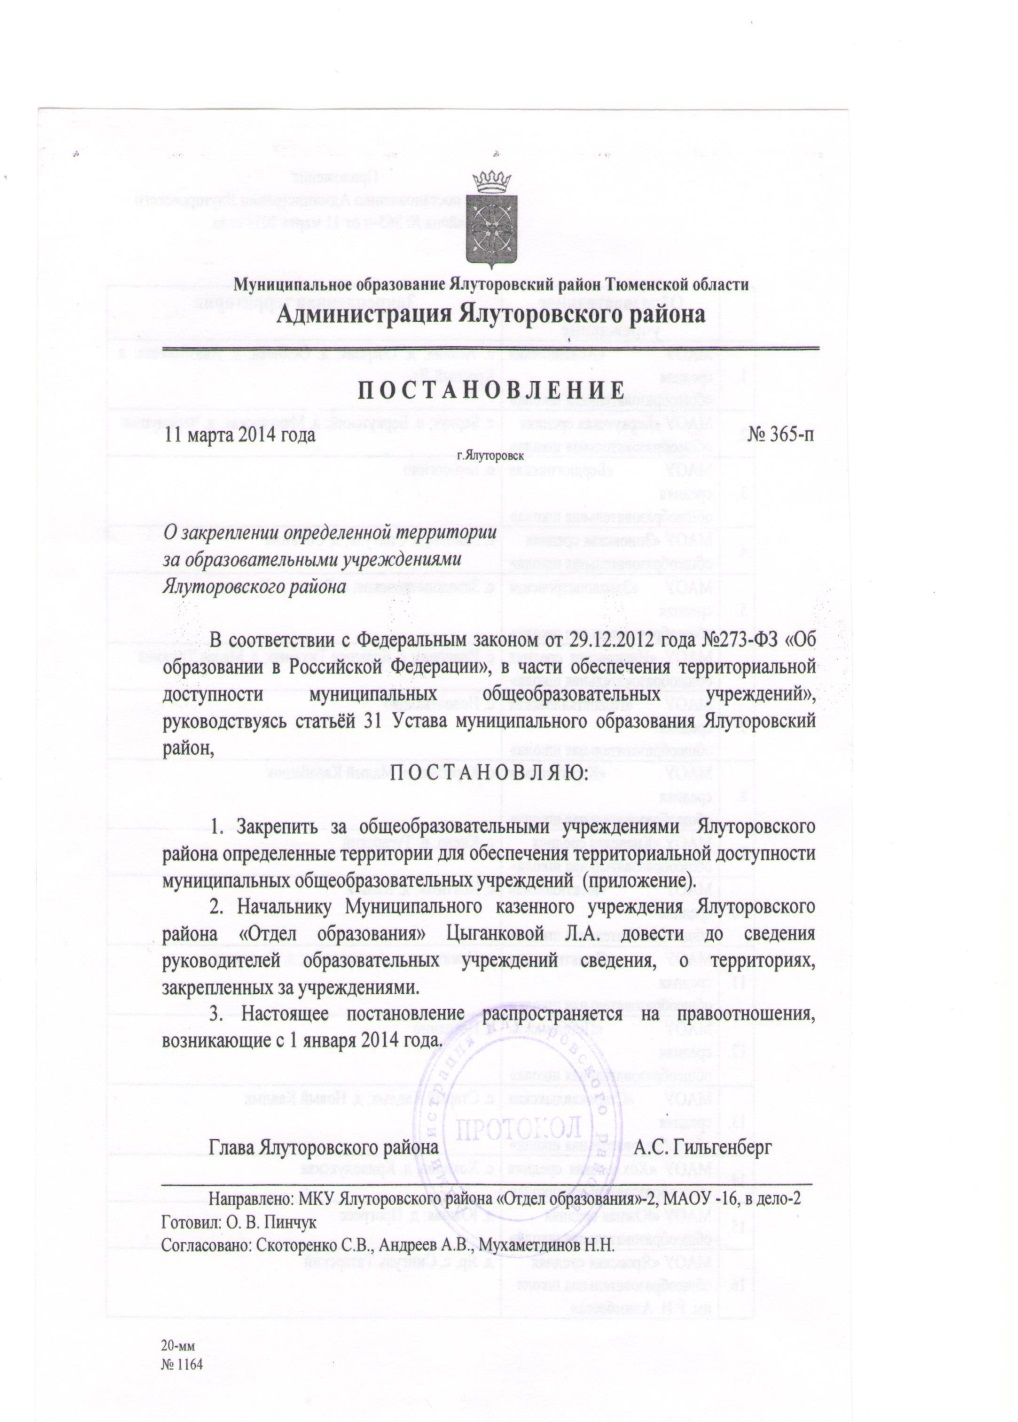 Муниципальное образование Ялуторовский район Тюменской области
Администрация Ялуторовского района
ПОСТАНОВЛЕНИЕ
11 марта 2014 года № 365-п
г.Ялуторовск
О закреплении определенной территории
за образовательными учреждениями
Ялуторовского района
В соответствии с Федеральным законом от 29.12.2012 года №273-ФЗ «Об
образовании в Российской Федерации», в части обеспечения территориальной
доступности муниципальных общеобразовательных учреждений»,
руководствуясь статьёй 31 Устава муниципального образования Ялуторовский
район,
ПОСТАНОВЛЯЮ:
1. Закрепить за общеобразовательными учреждениями Ялуторовского
района определенные территории для обеспечения территориальной доступности
муниципальных общеобразовательных учреждений (приложение).
2. Начальнику Муниципального казенного учреждения Ялуторовского
района «Отдел образования» Цыганковой Л.А. довести до сведения
руководителей образовательных учреждений сведения, о территориях,
закрепленных за учреждениями.
3. Настоящее постановление распространяется на правоотношения,
возникающие с 1 января 2014 года.
Администрация Ялуторовского района
ПРОТОКОЛ
Глава Ялуторовского района А.С. Гильгенберг
Направлено: МКУ Ялуторовского района «Отдел образования»-2, МАОУ -16, в дело-2
Готовил: О. В. Пинчук
Согласовано: Скоторенко С.В., Андреев А.В., Мухаметдинов Н.Н.
20-мм
№ 1164